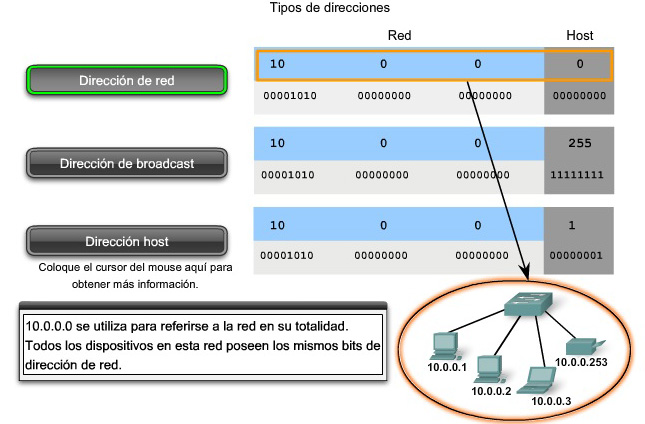 Tipos de direcciones
Red Host
Dirección de red
10 0 0 0
00001010 00000000 00000000 00000000
Dirección de broadcast
10 0 0 255
00001010 00000000 00000000 11111111
Dirección host
10 0 0 1
00001010 00000000 00000000 00000001
Coloque el cursor del mouse aquí para
obtener más información.
10.0.0.0 se utiliza para referirse a la red en su totalidad.
Todos los dispositivos en esta red poseen los mismos bits de
dirección de red.
10.0.0.1
10.0.0.2
10.0.0.3
10.0.0.253